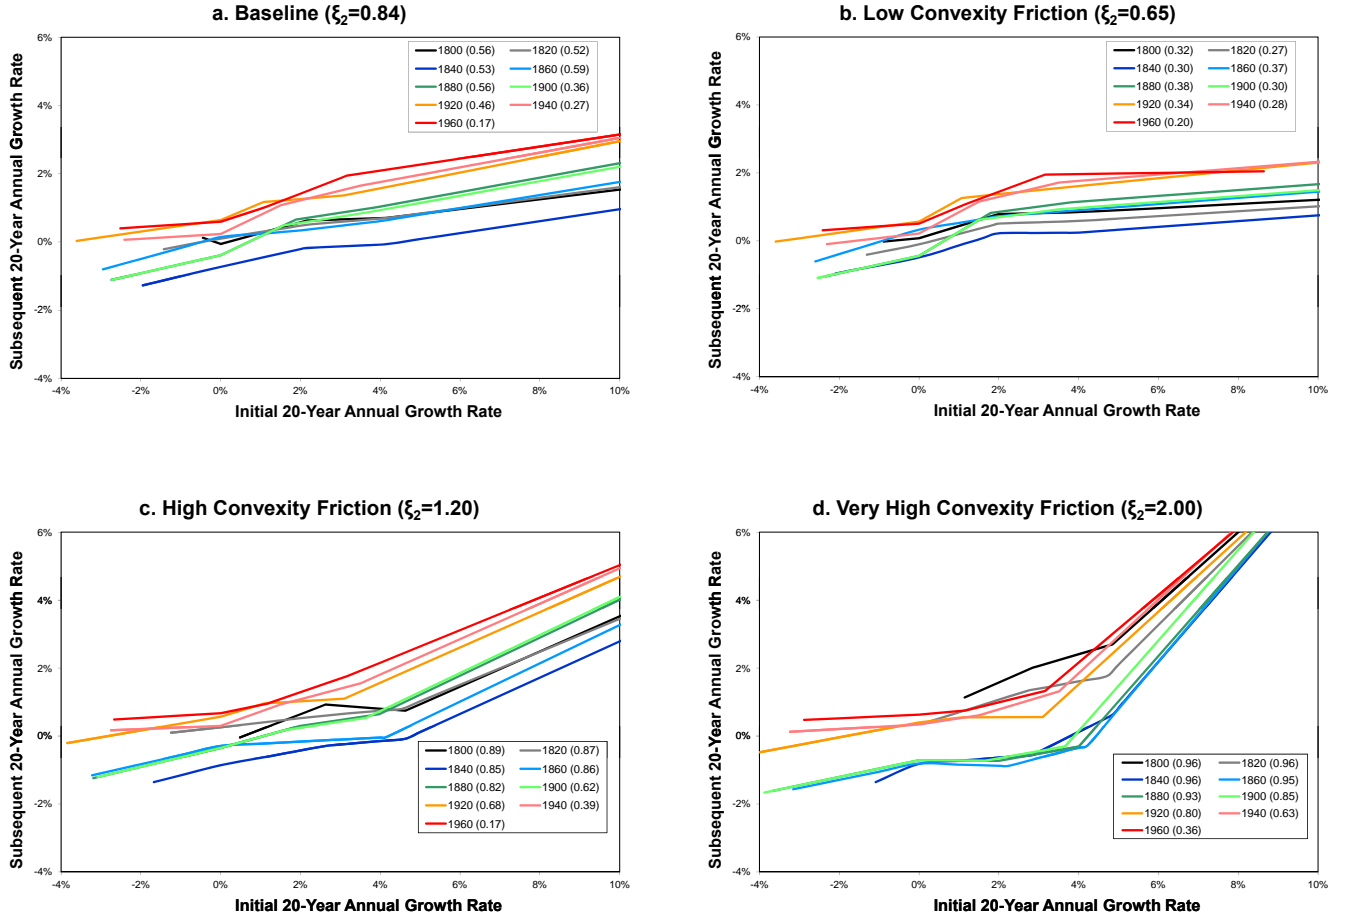 a. Baseline (ξ2=0.84)
6%
4%
2%
0%
-2%
-4%
-4%
-2%
0%
2%
4%
6%
8%
10%
Subsequent 20-Year Annual Growth Rate
Initial 20-Year Annual Growth Rate
1800 (0.56) 1820 (0.52)
1840 (0.53) 1860 (0.59)
1880 (0.56) 1900 (0.36)
1920 (0.46) 1940 (0.27)
1960 (0.17)
b. Low Convexity Friction (ξ2=0.65)
6%
4%
2%
0%
-2%
-4%
-4%
-2%
0%
2%
4%
6%
8%
10%
Subsequent 20-Year Annual Growth Rate
Initial 20-Year Annual Growth Rate
1800 (0.32) 1820 (0.27)
1840 (0.30) 1860 (0.37)
1880 (0.38) 1900 (0.30)
1920 (0.34) 1940 (0.28)
1960 (0.20)
c. High Convexity Friction (ξ2=1.20)
6%
4%
2%
0%
-2%
-4%
-4%
-2%
0%
2%
4%
6%
8%
10%
Subsequent 20-Year Annual Growth Rate
Initial 20-Year Annual Growth Rate
1800 (0.89) 1820 (0.87)
1840 (0.85) 1860 (0.86)
1880 (0.82) 1900 (0.62)
1920 (0.68) 1940 (0.39)
1960 (0.17)
d. Very High Convexity Friction (ξ2=2.00)
6%
4%
2%
0%
-2%
-4%
-4%
-2%
0%
2%
4%
6%
8%
10%
Subsequent 20-Year Annual Growth Rate
Initial 20-Year Annual Growth Rate
1800 (0.96) 1820 (0.96)
1840 (0.96) 1860 (0.95)
1880 (0.93) 1900 (0.85)
1920 (0.80) 1940 (0.63)
1960 (0.36)